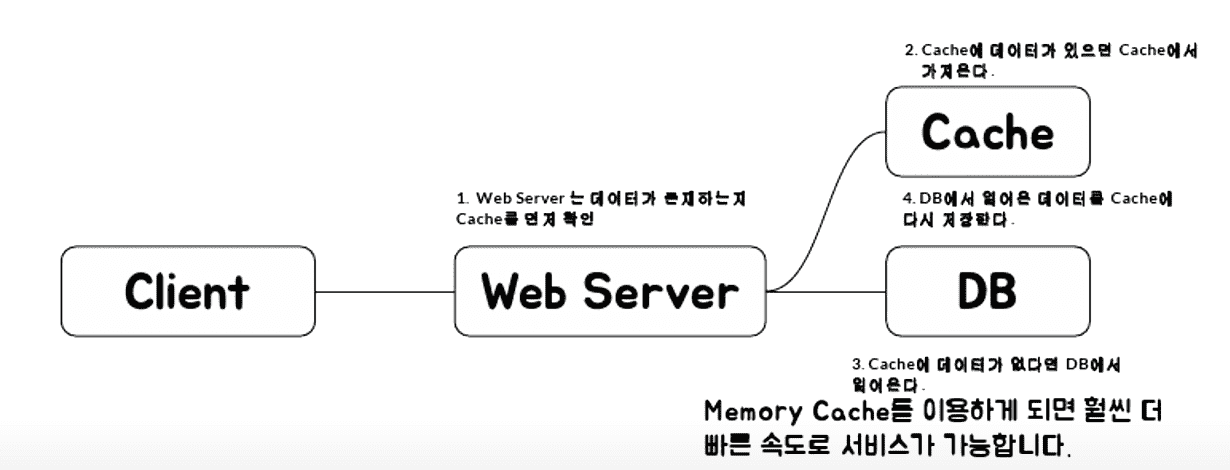 2. Cache에 데이터가 있으면 Cache에서
가져온다.
Cache
1. Web Server는 데이터가 존재하는지
Cache를 먼저 확인
4. DB에서 읽어온 데이터를 Cache에
다시 저장한다.
Client
Web Server
DB
3. Cache에 데이터가 없다면 DB에서
읽어온다.
Memory Cache를 이용하게 되면 훨씬 더
빠른 속도로 서비스가 가능합니다.